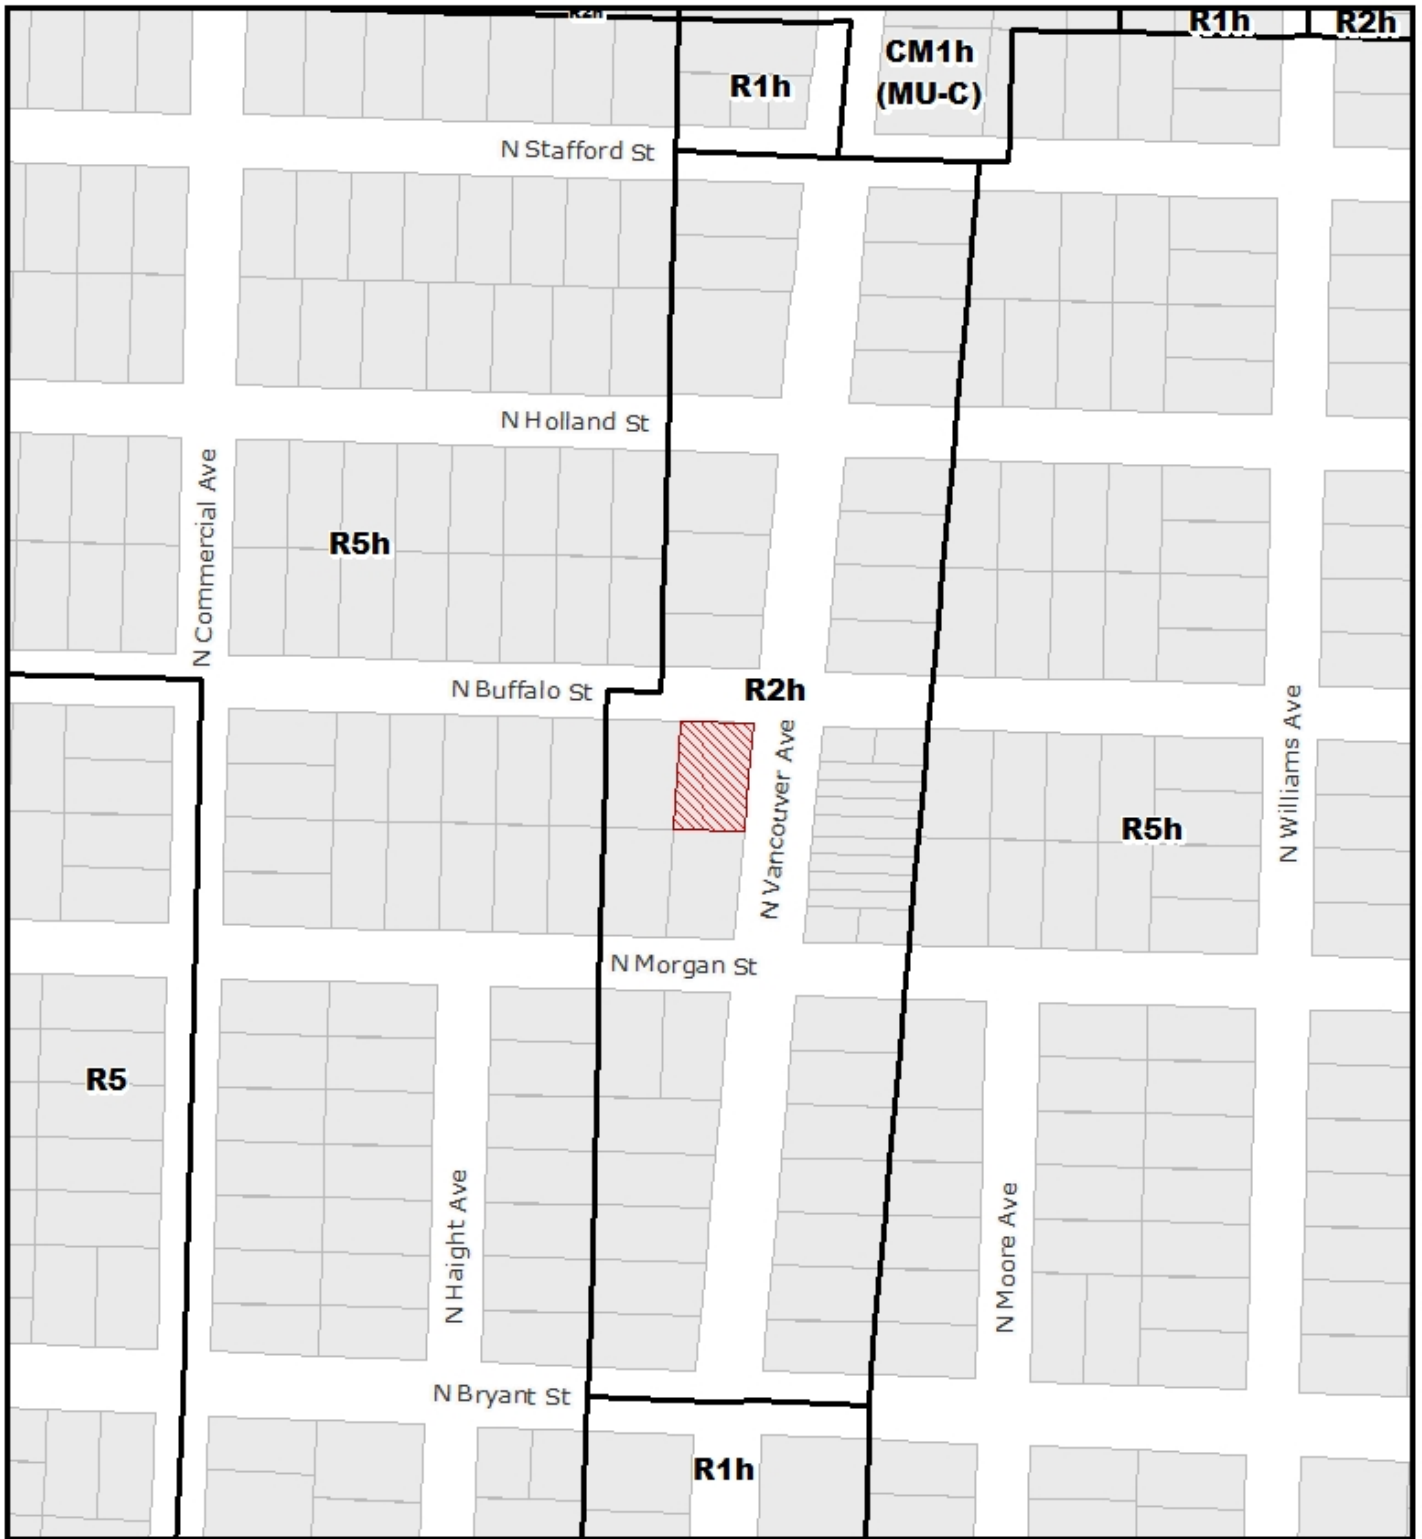 R1h
R2h
CM1h
(MU-C)
R1h
N Stafford St
N Holland St
N Commercial Ave
R5h
N Buffalo St
R2h
N Vancouver Ave
N Williams Ave
R5h
N Morgan St
R5
N Haight Ave
N Moore Ave
N Bryant St
R1h